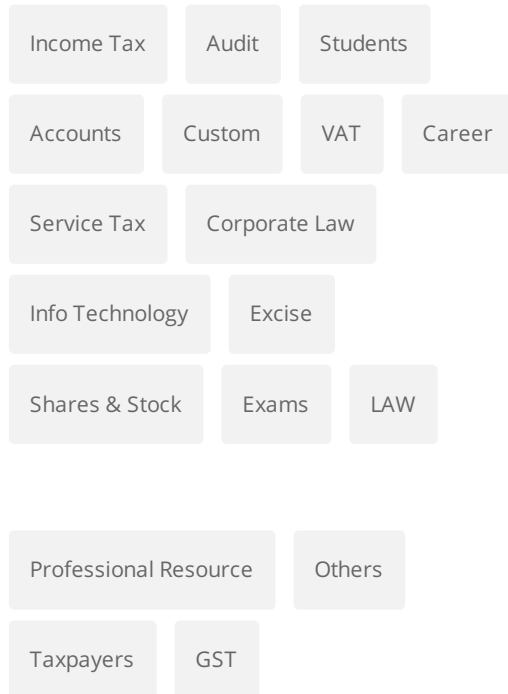 Income Tax Audit Students
Accounts Custom VAT Career
Service Tax Corporate Law
Info Technology Excise
Shares & Stock Exams LAW
Professional Resource Others
Taxpayers GST